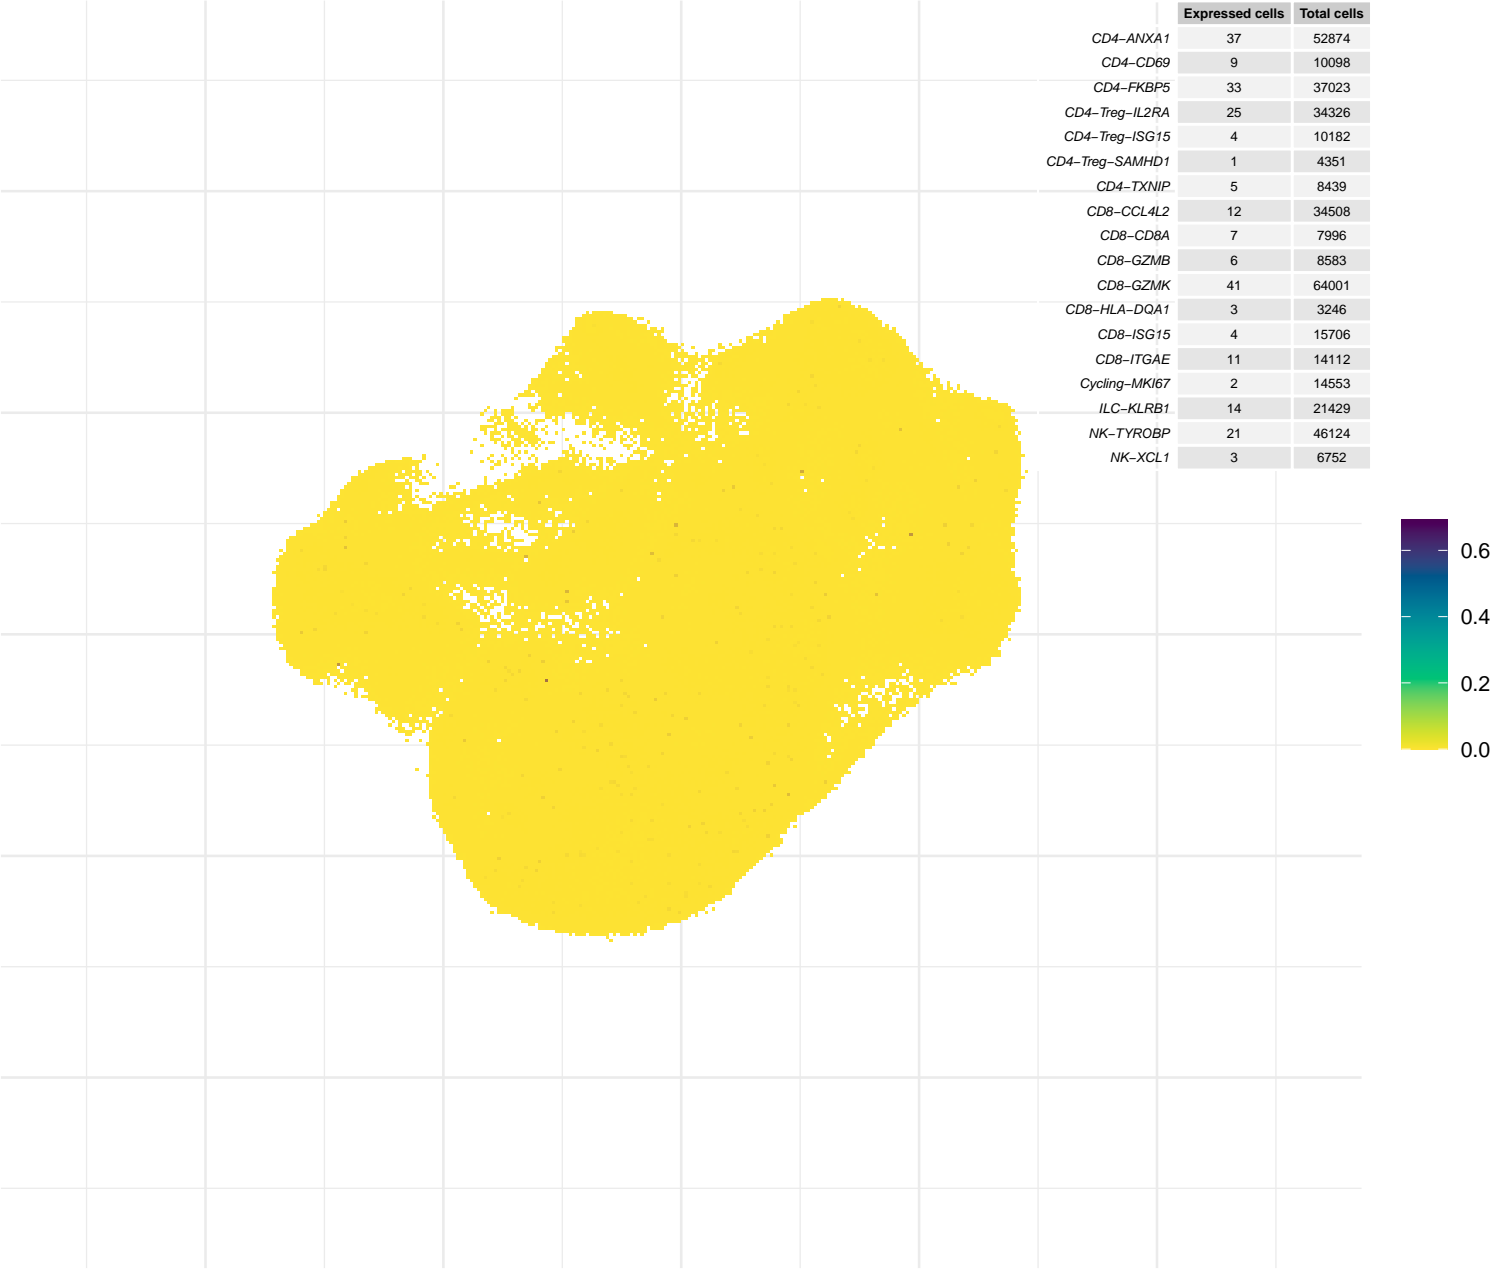 Expressed cells Total cells
CD4−ANXA1 37 52874
CD4−CD69 9 10098
CD4−FKBP5 33 37023
CD4−Treg−IL2RA 25 34326
CD4−Treg−ISG15 4 10182
CD4−Treg−SAMHD1 1 4351
CD4−TXNIP 5 8439
CD8−CCL4L2 12 34508
CD8−CD8A 7 7996
CD8−GZMB 6 8583
CD8−GZMK 41 64001
CD8−HLA−DQA1 3 3246
CD8−ISG15 4 15706
CD8−ITGAE 11 14112
Cycling−MKI67 2 14553
ILC−KLRB1 14 21429
NK−TYROBP 21 46124
NK−XCL1 3 6752
0.6
0.4
0.2
0.0